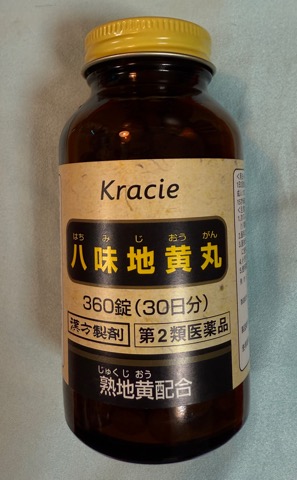 Kracie
はち み じ おう がん
八味地黄丸
360錠(30日分)
漢方製剤 第2類医薬品
じゅくじおう
熟地黄配合